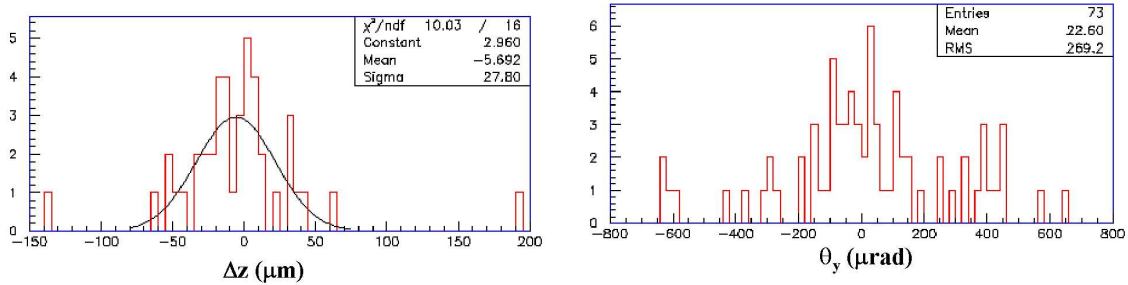 χ²/ndf 10.03 / 16
Constant 2.960
Mean −5.692
Sigma 27.80
5
4
3
2
1
0
−150 −100 −50 0 50 100 150 200
Δz (μm)
Entries 73
Mean 22.60
RMS 269.2
6
5
4
3
2
1
0
−800 −600 −400 −200 0 200 400 600 800
θy (μrad)